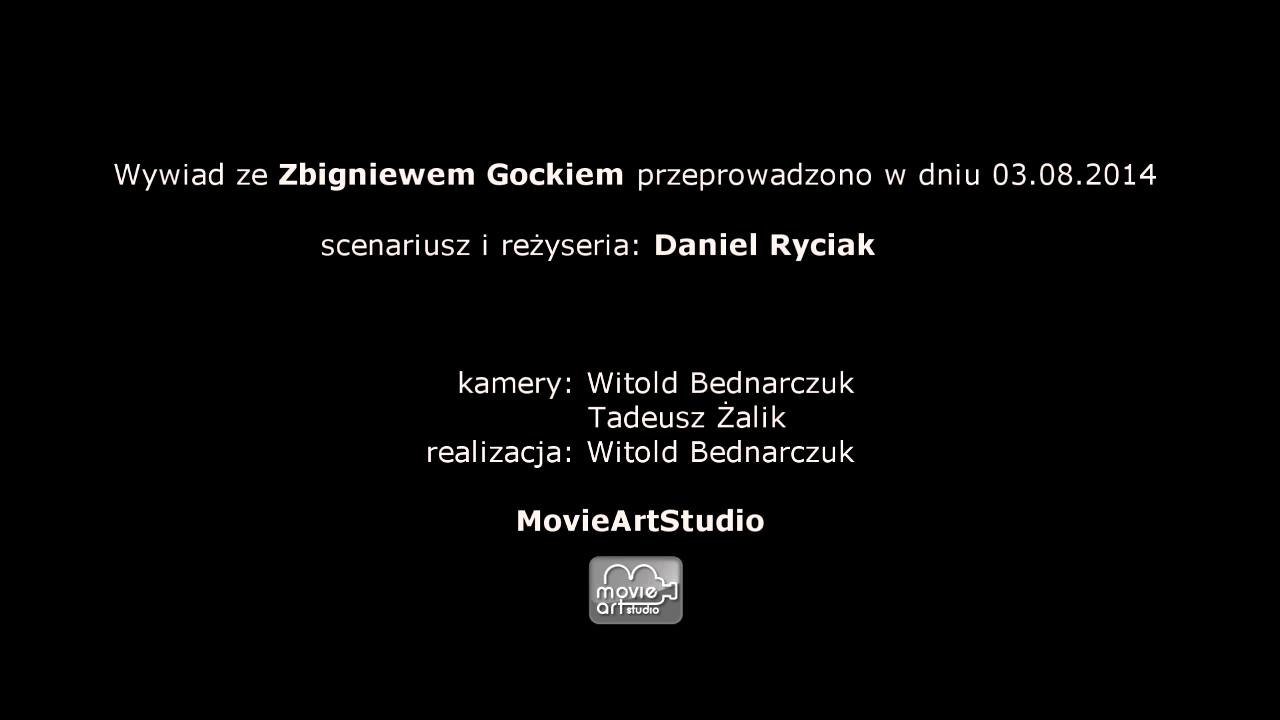 Wywiad ze Zbigniewem Gockiem przeprowadzono w dniu 03.08.2014
scenariusz i reżyseria: Daniel Ryciak
kamery: Witold Bednarczuk
Tadeusz Żalik
realizacja: Witold Bednarczuk
MovieArtStudio
movie
art studio